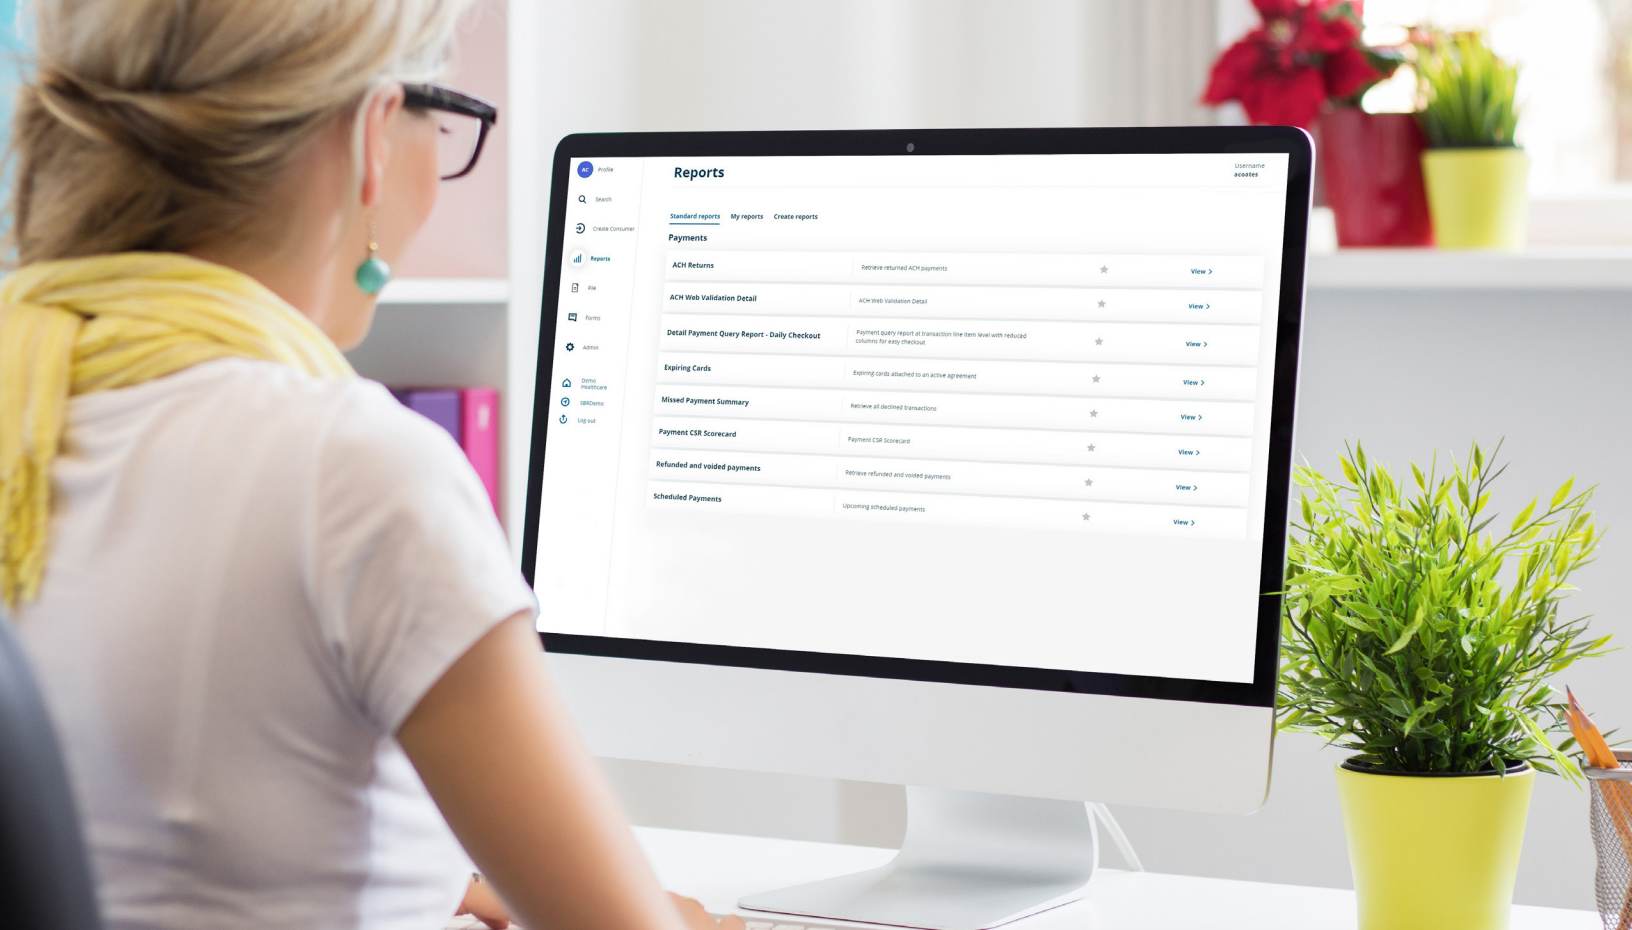 AC Profile
Search
Create Consumer
Reports
File
Forms
Admin
Demo
Healthcare
SBRDemo
Log out
Reports
Username
acoates
Standard reports My reports Create reports
Payments
ACH Returns Retrieve returned ACH payments View >
ACH Web Validation Detail ACH Web Validation Detail View >
Detail Payment Query Report - Daily Checkout Payment query report at transaction line item level with reduced
columns for easy checkout View >
Expiring Cards Expiring cards attached to an active agreement View >
Missed Payment Summary Retrieve all declined transactions View >
Payment CSR Scorecard Payment CSR Scorecard View >
Refunded and voided payments Retrieve refunded and voided payments View >
Scheduled Payments Upcoming scheduled payments View >